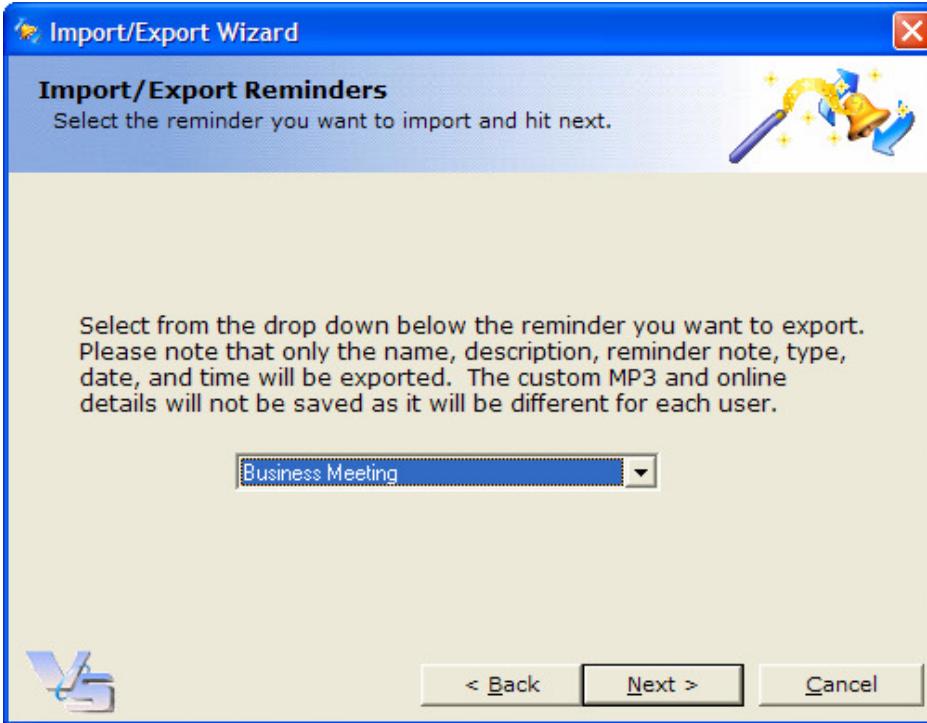 Import/Export Wizard
Import/Export Reminders
Select the reminder you want to import and hit next.
Select from the drop down below the reminder you want to export.
Please note that only the name, description, reminder note, type,
date, and time will be exported.  The custom MP3 and online
details will not be saved as it will be different for each user.
Business Meeting
VS
< Back
Next >
Cancel